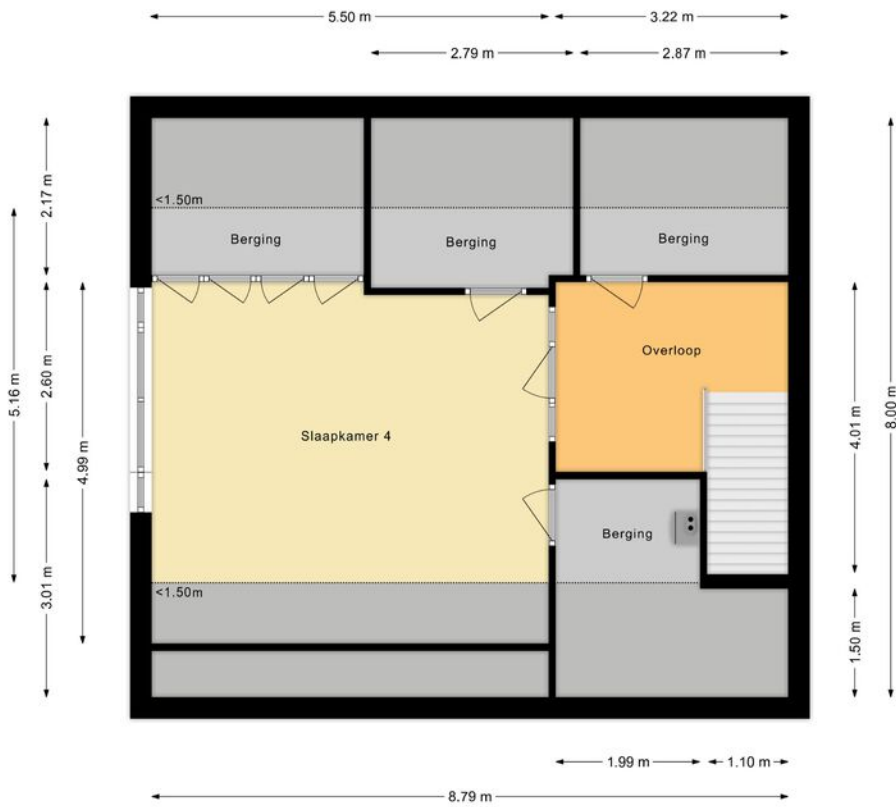 5.50 m
3.22 m
2.79 m
2.87 m
2.17 m
<1.50m
Berging
Berging
Berging
2.60 m
5.16 m
Overloop
4.01 m
8.00 m
4.99 m
Slaapkamer 4
3.01 m
Berging
<1.50m
1.50 m
1.99 m
1.10 m
8.79 m